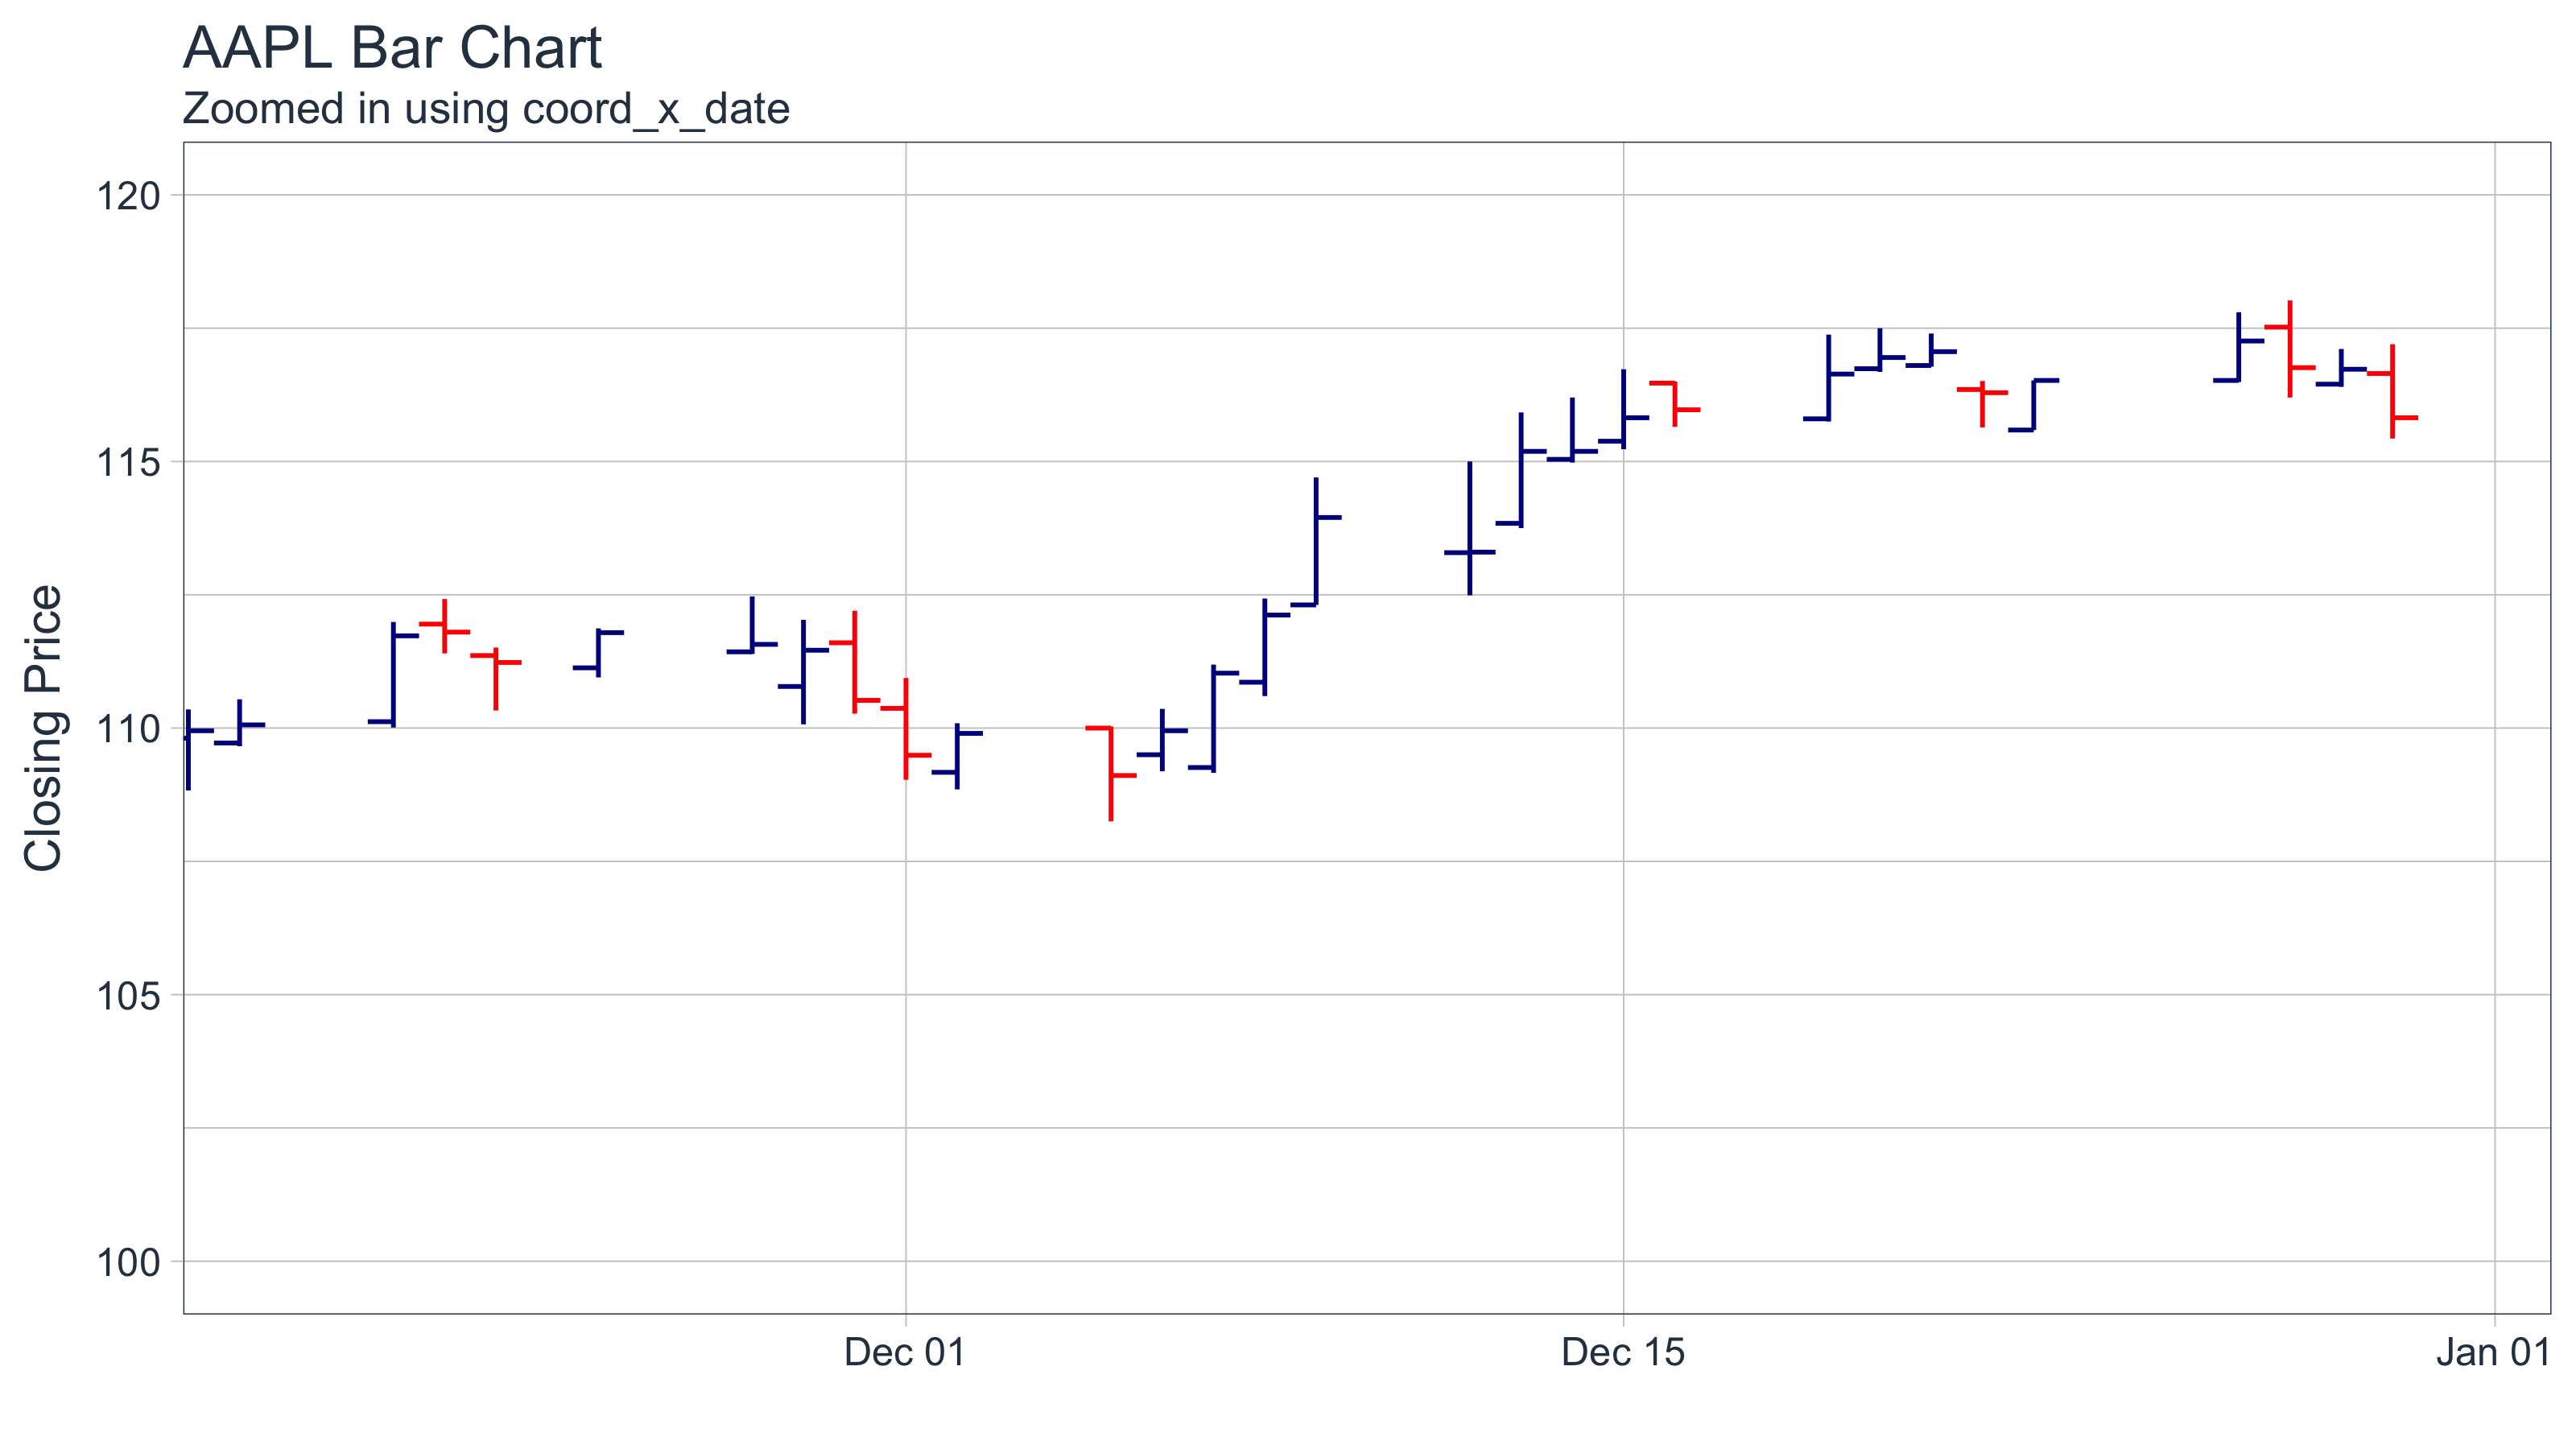 AAPL Bar Chart
Zoomed in using coord_x_date
Closing Price
120
115
110
105
100
Dec 01
Dec 15
Jan 01